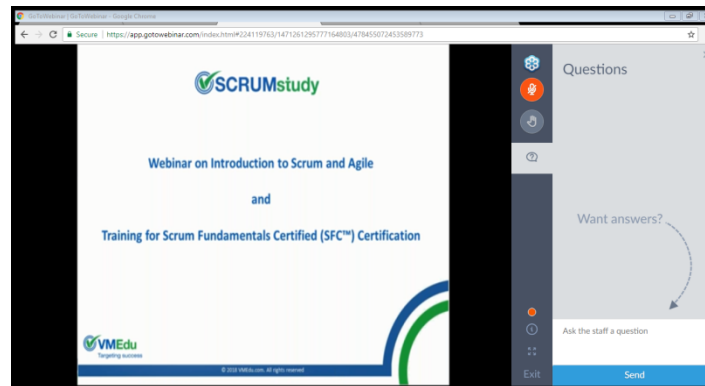 GoToWebinar | GoToWebinar - Google Chrome
Secure | https://app.gotowebinar.com/index.html#224119763/1471261295777164803/478455072453589773
SCRUMstudy
Webinar on Introduction to Scrum and Agile
and
Training for Scrum Fundamentals Certified (SFC™) Certification
VMEdu
Targeting success
© 2016 VMEdu.com. All rights reserved
Questions
Want answers?
Ask the staff a question
Exit
Send